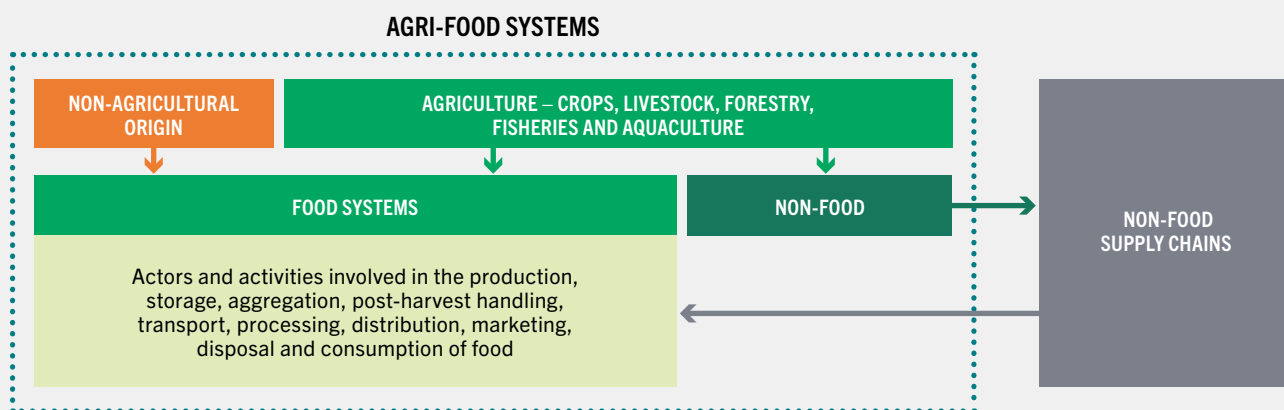 AGRI-FOOD SYSTEMS
NON-AGRICULTURAL
ORIGIN
AGRICULTURE – CROPS, LIVESTOCK, FORESTRY,
FISHERIES AND AQUACULTURE
FOOD SYSTEMS
NON-FOOD
NON-FOOD
SUPPLY CHAINS
Actors and activities involved in the production,
storage, aggregation, post-harvest handling,
transport, processing, distribution, marketing,
disposal and consumption of food